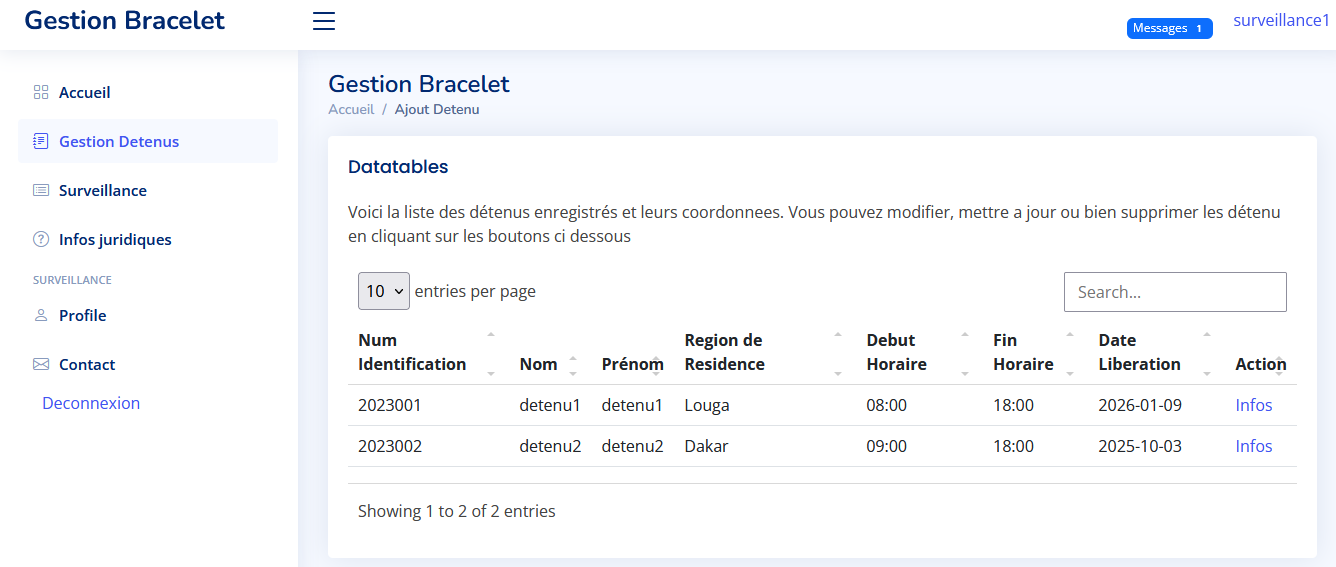 Gestion Bracelet
Messages 1
surveillance1
Accueil
Gestion Detenus
Surveillance
Infos juridiques
SURVEILLANCE
Profile
Contact
Deconnexion
Gestion Bracelet
Accueil / Ajout Detenu
Datatables
Voici la liste des détenus enregistrés et leurs coordonnees. Vous pouvez modifier, mettre a jour ou bien supprimer les détenu
en cliquant sur les boutons ci dessous
10 entries per page
Search...
Num Identification Nom Prénom Region de Residence Debut Horaire Fin Horaire Date Liberation Action
2023001 detenu1 detenu1 Louga 08:00 18:00 2026-01-09 Infos
2023002 detenu2 detenu2 Dakar 09:00 18:00 2025-10-03 Infos
Showing 1 to 2 of 2 entries